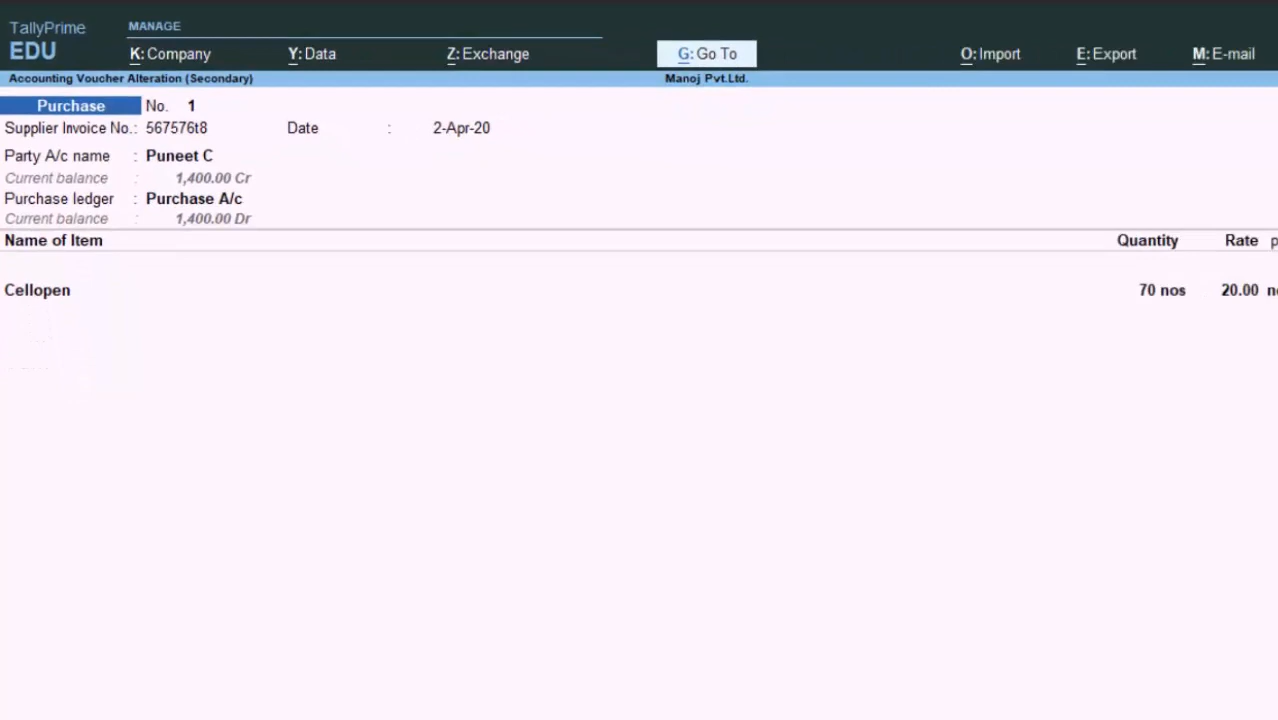 TallyPrime
EDU
MANAGE
K: Company Y: Data Z: Exchange G: Go To O: Import E: Export M: E-mail
Accounting Voucher Alteration (Secondary) Manoj Pvt.Ltd.
Purchase No. 1
Supplier Invoice No.: 567576t8 Date : 2-Apr-20
Party A/c name : Puneet C
Current balance : 1,400.00 Cr
Purchase ledger : Purchase A/c
Current balance : 1,400.00 Dr
Name of Item Quantity Rate
Cellopen 70 nos 20.00